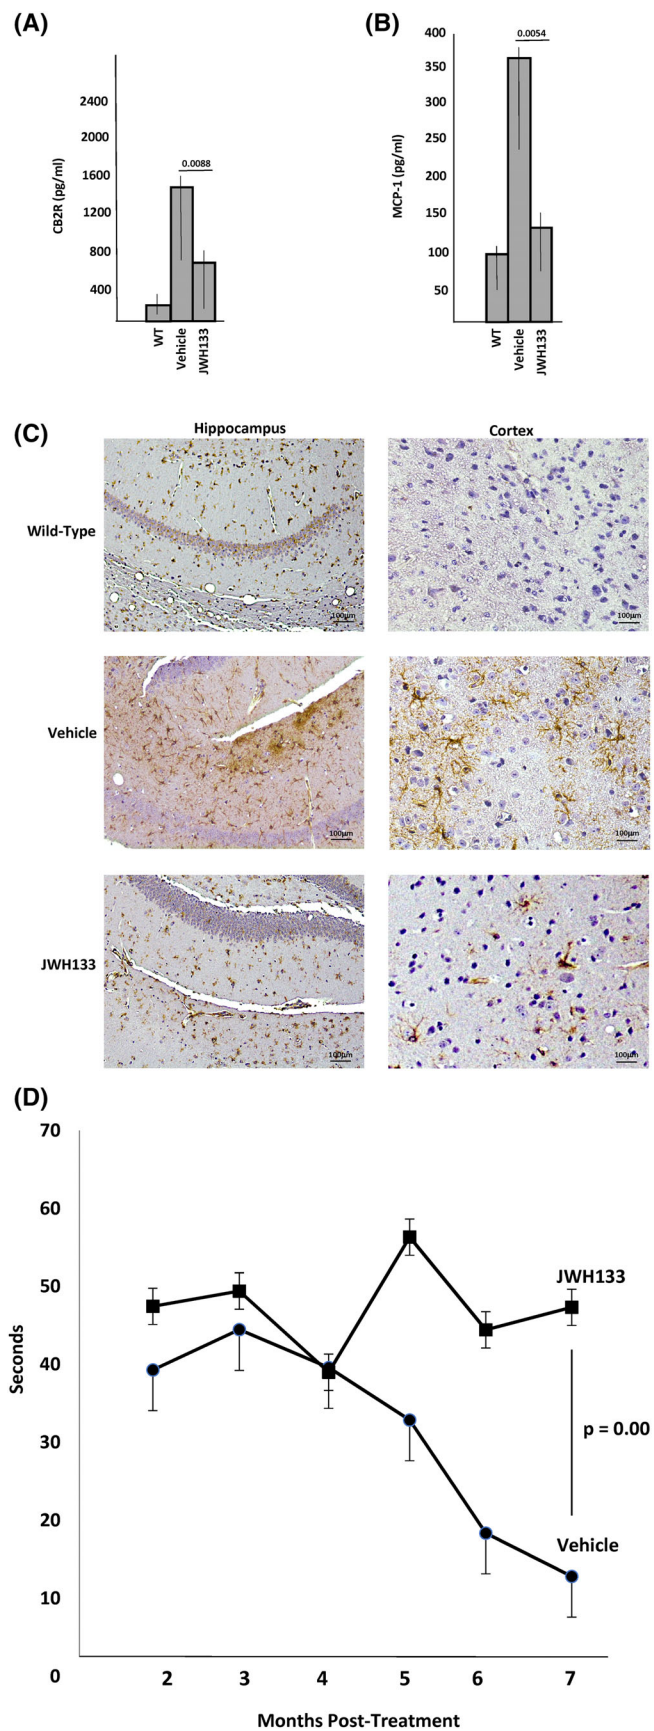 (A)
2400
2000
1600
1200
800
400
CB2R (pg/ml)
0.0088
WT
Vehicle
JWH133
(B)
400
350
300
250
200
150
100
50
MCP-1 (pg/ml)
0.0054
WT
Vehicle
JWH133
(C)
Hippocampus
Cortex
Wild-Type
100µm
100µm
Vehicle
100µm
100µm
JWH133
100µm
100µm
(D)
70
60
50
40
30
20
10
0
Seconds
JWH133
p = 0.00
Vehicle
2 3 4 5 6 7
Months Post-Treatment